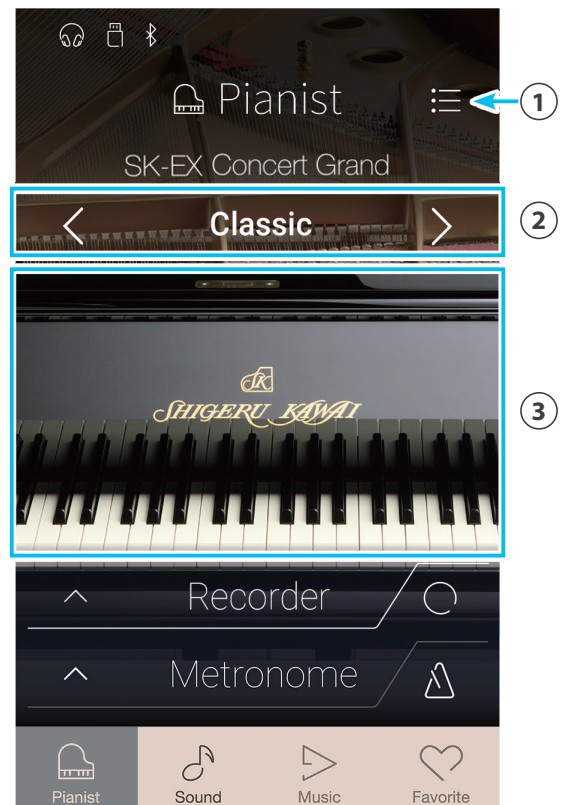 Pianist
1
SK-EX Concert Grand
Classic
2
SK
SHIGERU KAWAI
3
Recorder
Metronome
Pianist Sound Music Favorite